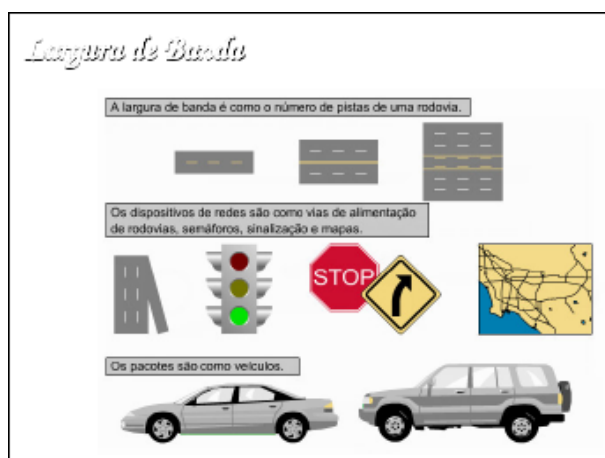 Largura de Banda
A largura de banda é como o número de pistas de uma rodovia.
Os dispositivos de redes são como vias de alimentação
de rodovias, semáforos, sinalização e mapas.
STOP
Os pacotes são como veículos.